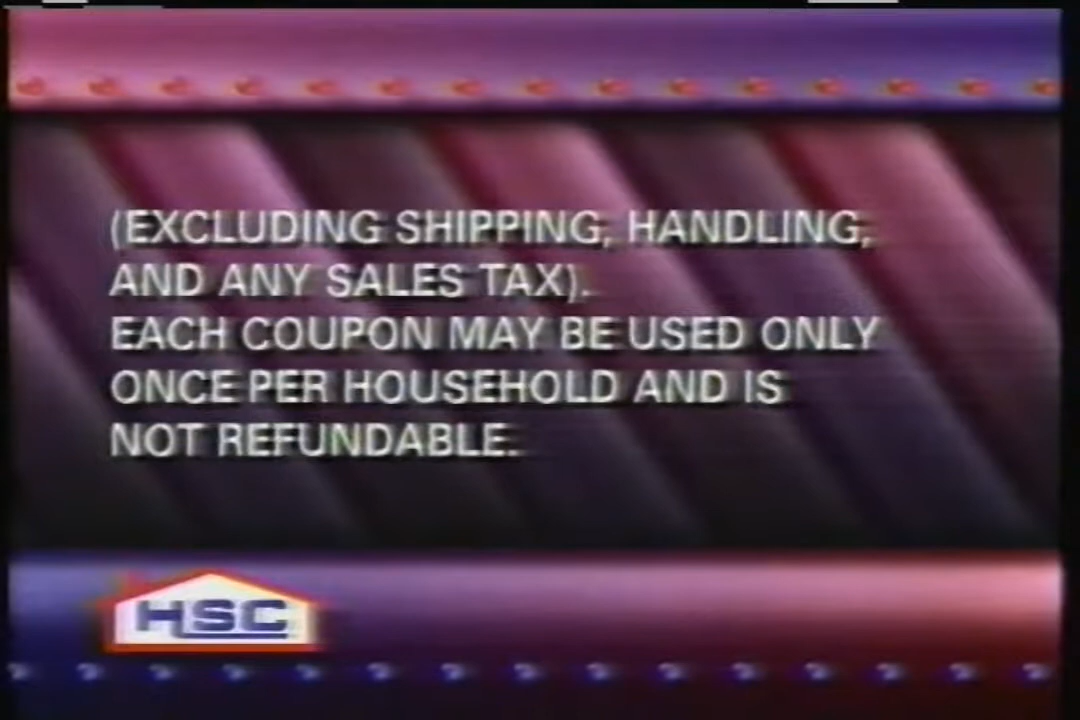 (EXCLUDING SHIPPING, HANDLING,
AND ANY SALES TAX).
EACH COUPON MAY BE USED ONLY
ONCE PER HOUSEHOLD AND IS
NOT REFUNDABLE.
HSC